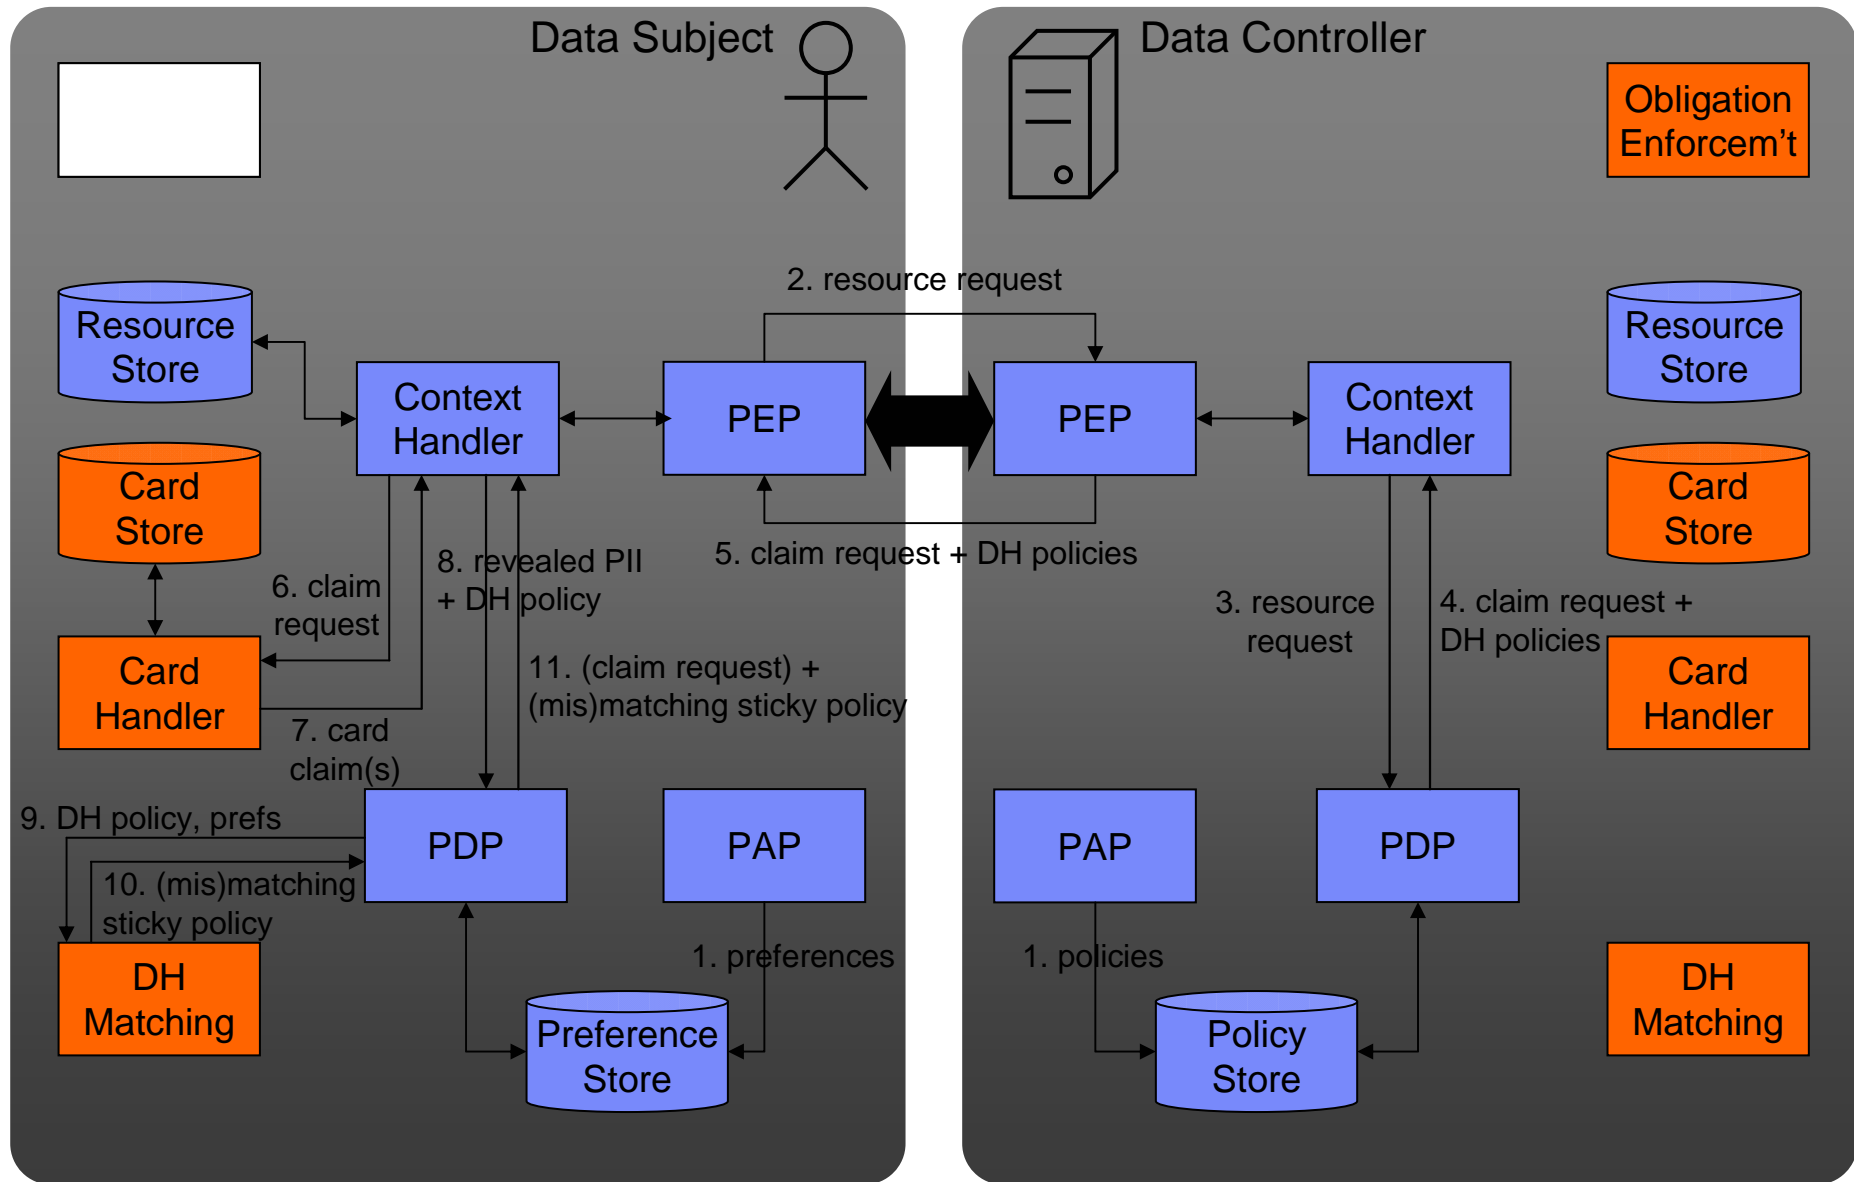 Data Subject
Data Controller
Obligation
Enforcem't
2. resource request
Resource
Store
Context
Handler
PEP
PEP
Context
Handler
Resource
Store
Card
Store
Card
Store
5. claim request + DH policies
8. revealed PII
+ DH policy
6. claim
request
3. resource
request
4. claim request +
DH policies
Card
Handler
11. (claim request) +
(mis)matching sticky policy
Card
Handler
7. card
claim(s)
9. DH policy, prefs
PDP
PAP
PAP
PDP
10. (mis)matching
sticky policy
1. preferences
1. policies
DH
Matching
Preference
Store
Policy
Store
DH
Matching